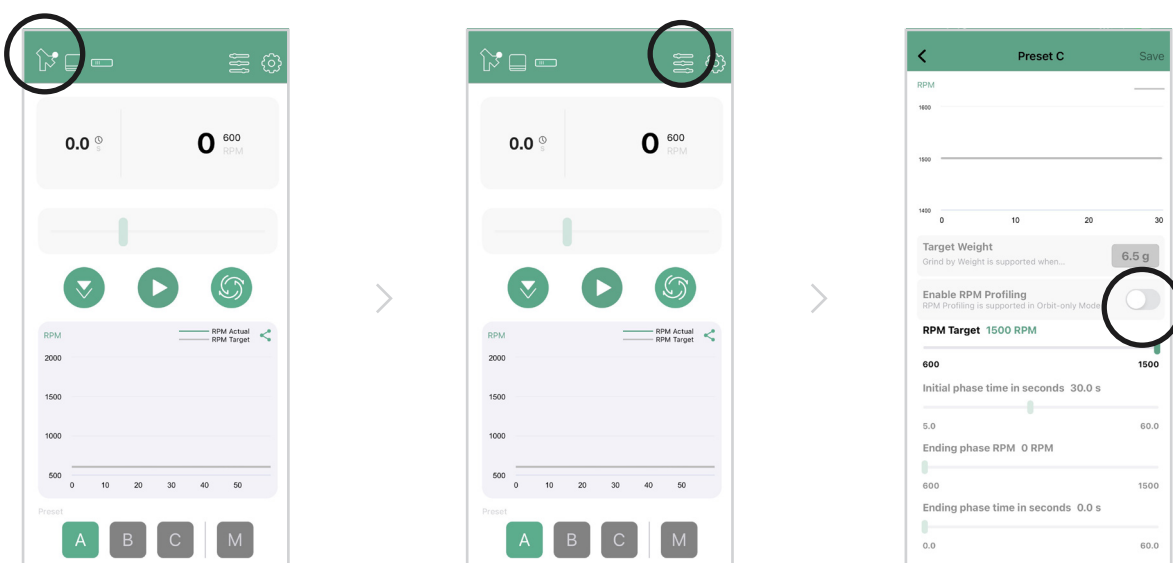 0.0 s
0 600 RPM
RPM
RPM Actual
RPM Target
2000
1500
1000
500
0 10 20 30 40 50
Preset
A B C M
0.0 s
0 600 RPM
RPM
RPM Actual
RPM Target
2000
1500
1000
500
0 10 20 30 40 50
Preset
A B C M
Preset C Save
RPM
1600
1500
1400
0 10 20 30
Target Weight
6.5 g
Grind by Weight is supported when...
Enable RPM Profiling
RPM Profiling is supported in Orbit-only Mode
RPM Target 1500 RPM
600 1500
Initial phase time in seconds 30.0 s
5.0 60.0
Ending phase RPM 0 RPM
600 1500
Ending phase time in seconds 0.0 s
0.0 60.0